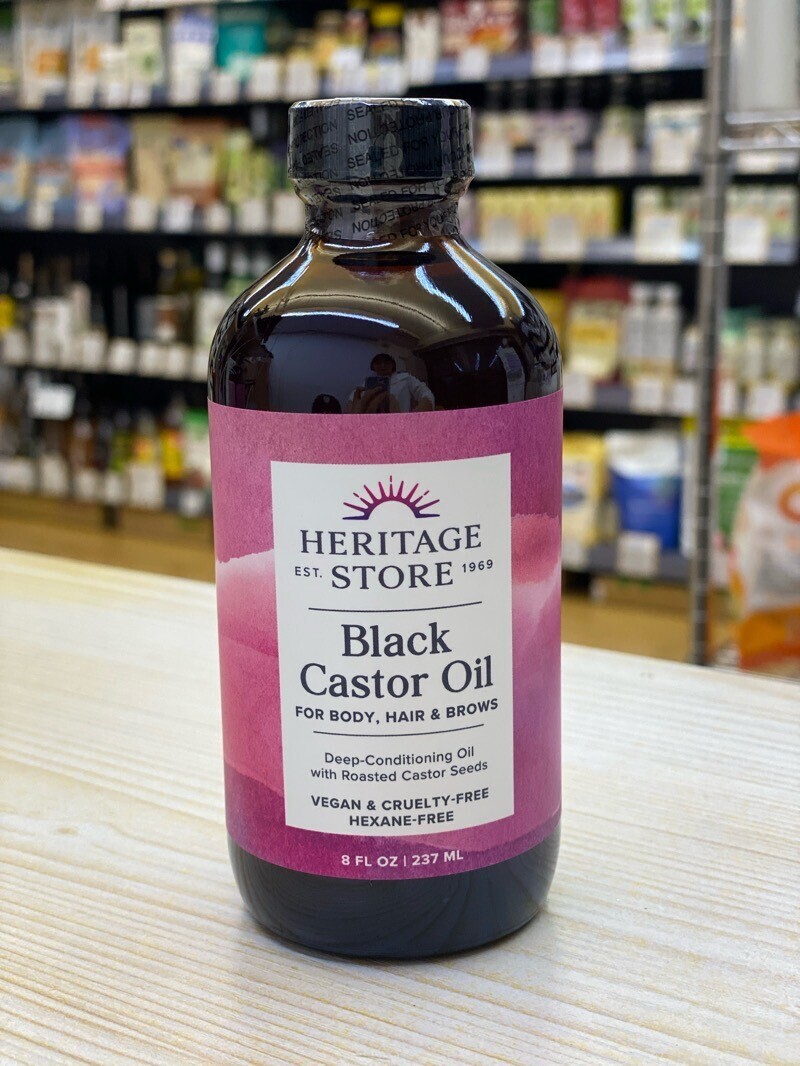 HERITAGE
EST. STORE 1969
Black
Castor Oil
FOR BODY, HAIR & BROWS
Deep-Conditioning Oil
with Roasted Castor Seeds
VEGAN & CRUELTY-FREE
HEXANE-FREE
8 FL OZ | 237 ML